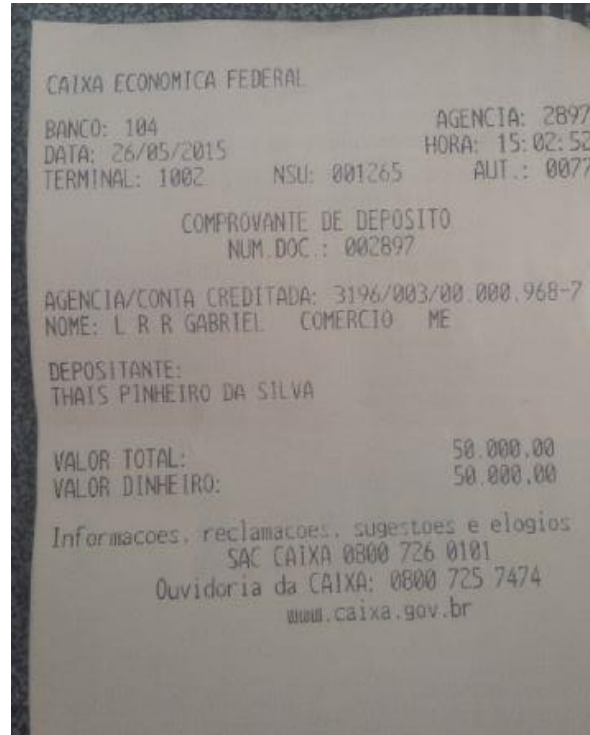 CAIXA ECONOMICA FEDERAL
BANCO: 104 AGENCIA: 2897
DATA: 26/05/2015 HORA: 15:02:52
TERMINAL: 1002 NSU: 001265 AUT.: 0077
COMPROVANTE DE DEPOSITO
NUM.DOC.: 002897
AGENCIA/CONTA CREDITADA: 3196/003/00.000.968-7
NOME: L R R GABRIEL COMERCIO ME
DEPOSITANTE:
THAIS PINHEIRO DA SILVA
VALOR TOTAL: 50.000.00
VALOR DINHEIRO: 50.000.00
Informacoes, reclamacoes, sugestoes e elogios
SAC CAIXA 0800 726 0101
Ouvidoria da CAIXA: 0800 725 7474
www.caixa.gov.br